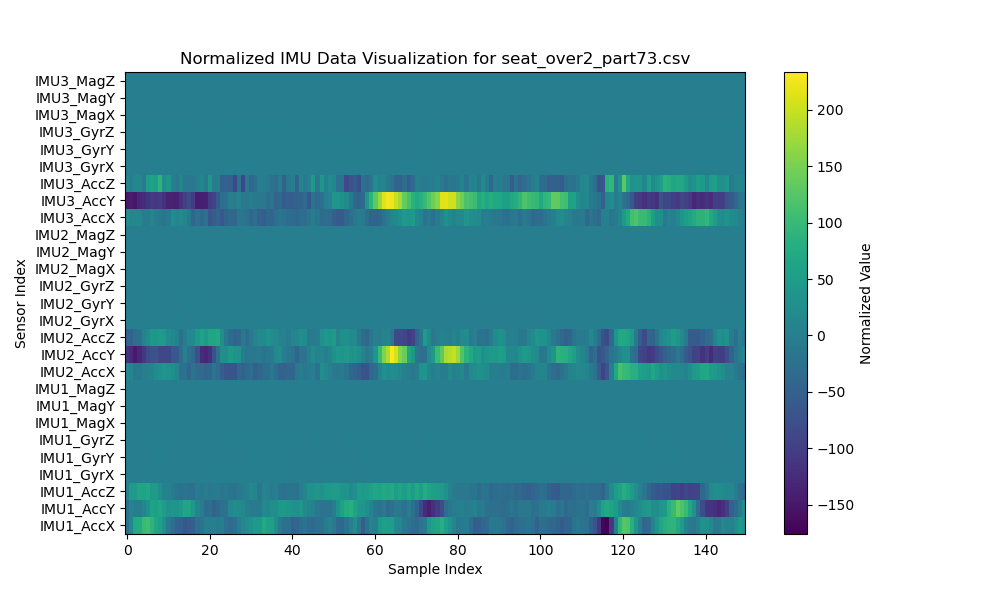 Normalized IMU Data Visualization for seat_over2_part73.csv
Sensor Index
IMU3_MagZ
IMU3_MagY
IMU3_MagX
IMU3_GyrZ
IMU3_GyrY
IMU3_GyrX
IMU3_AccZ
IMU3_AccY
IMU3_AccX
IMU2_MagZ
IMU2_MagY
IMU2_MagX
IMU2_GyrZ
IMU2_GyrY
IMU2_GyrX
IMU2_AccZ
IMU2_AccY
IMU2_AccX
IMU1_MagZ
IMU1_MagY
IMU1_MagX
IMU1_GyrZ
IMU1_GyrY
IMU1_GyrX
IMU1_AccZ
IMU1_AccY
IMU1_AccX
0 20 40 60 80 100 120 140
Sample Index
200
150
100
50
0
−50
−100
−150
Normalized Value